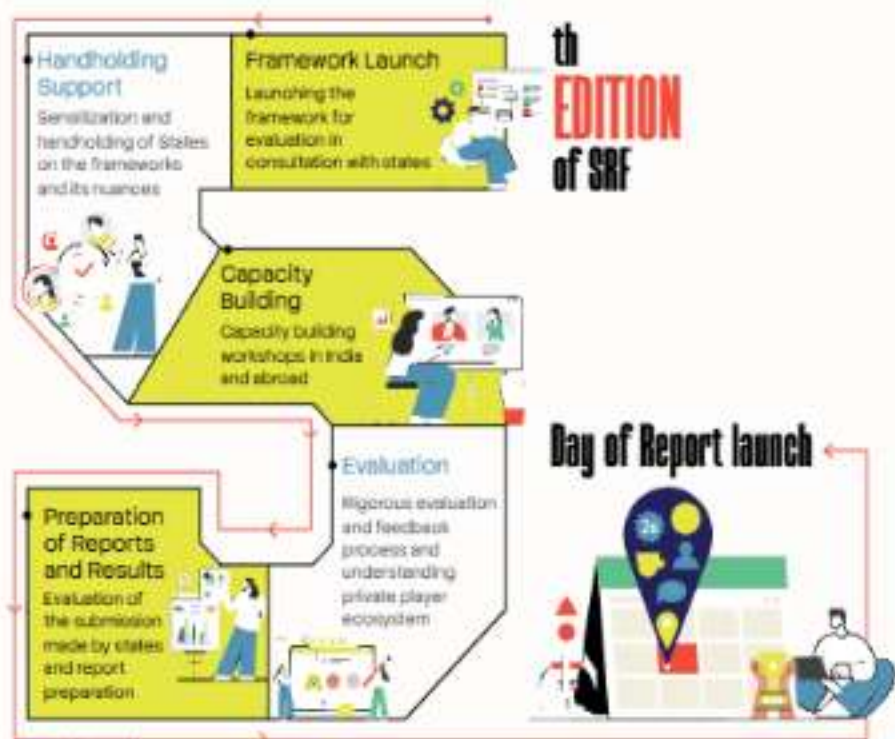 th
EDITION
of SRF
Framework Launch
Launching the
framework for
evaluation in
consultation with states
Handholding
Support
Sensilization and
handholding of States
on the frameworks
and its nuances
Capacity
Building
Capacity building
workshops in India
and abroad
Evaluation
Rigorous evaluation
and feedback
process and
understanding
private player
ecosystem
Preparation
of Reports
and Results
Evaluation of
the submission
made by states
and report
preparation
Day of Report launch